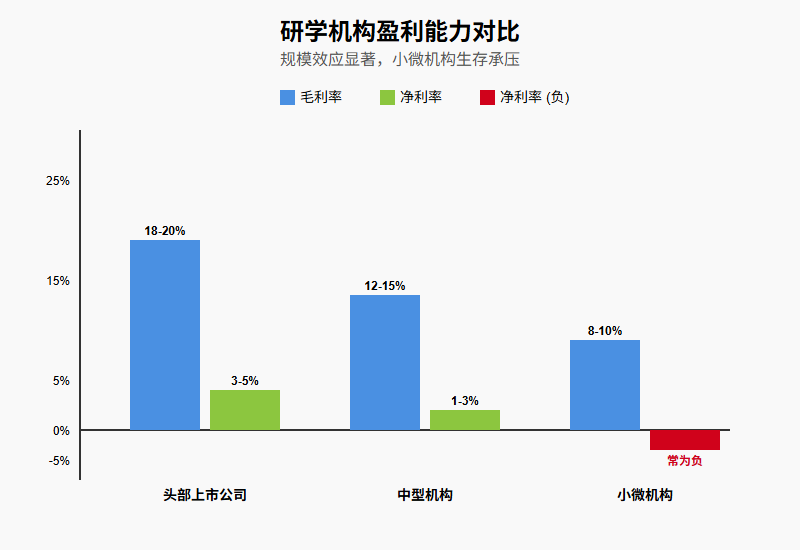 研学机构盈利能力对比
规模效应显著，小微机构生存承压
毛利率 净利率 净利率 (负)
25%
18-20%
15%
12-15%
8-10%
5%
3-5%
1-3%
0%
-5%
常为负
头部上市公司 中型机构 小微机构